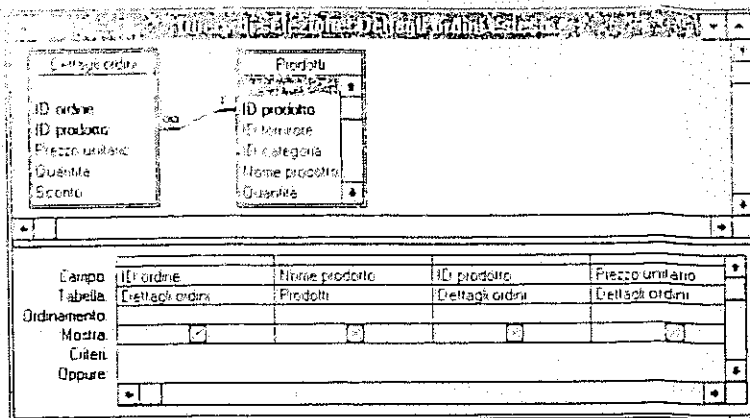 Dettagli ordini
Prodotti
ID ordine
ID prodotto
Prezzo unitario
Quantità
Sconto
∞
1
ID prodotto
ID fornitore
ID categoria
Nome prodotto
Quantità
Campo: ID ordine Nome prodotto ID prodotto Prezzo unitario
Tabella: Dettagli ordini Prodotti Dettagli ordini Dettagli ordini
Ordinamento:
Mostra:
Criteri:
Oppure: